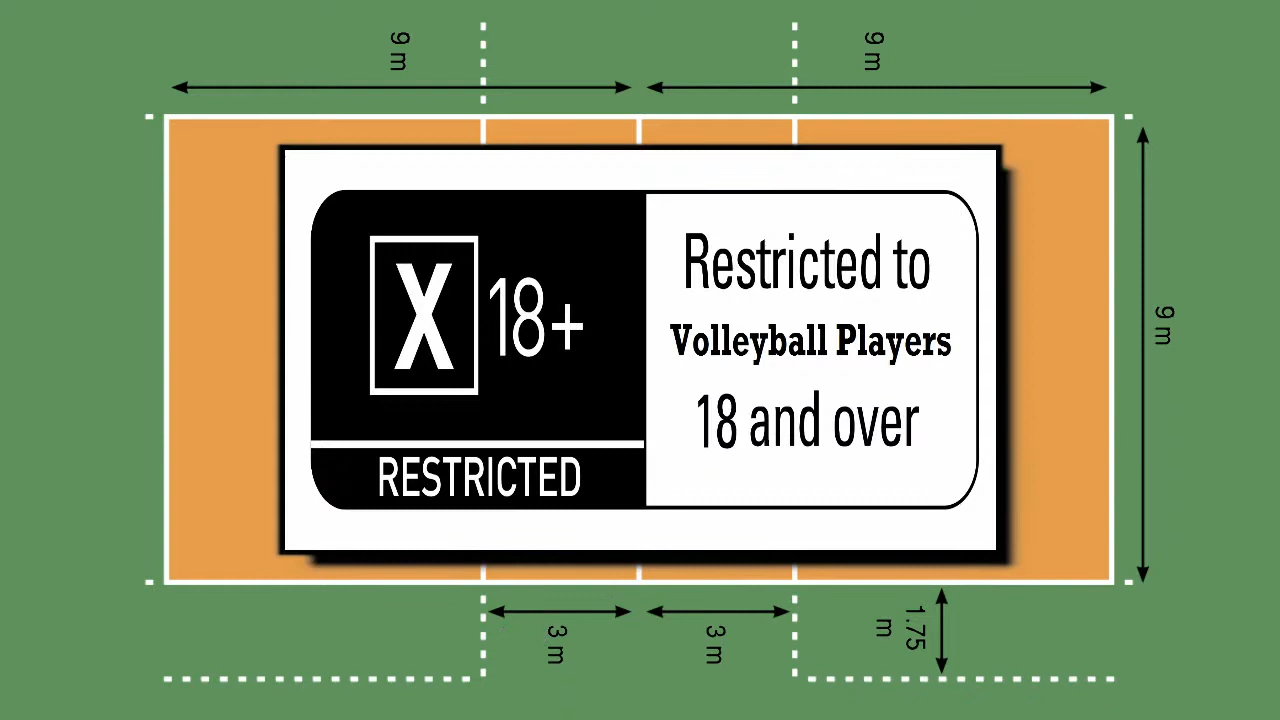 9 m
9 m
X 18+
RESTRICTED
Restricted to
Volleyball Players
18 and over
9 m
3 m
3 m
1.75
m